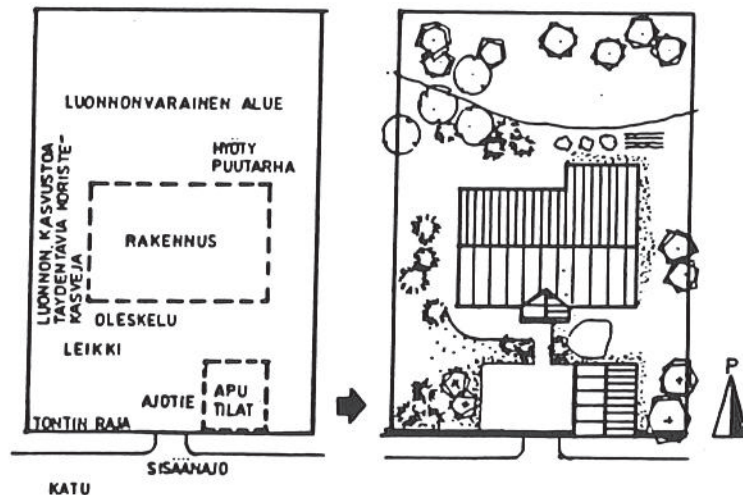 LUONNONVARAINEN ALUE
HYÖTY
PUUTARHA
LUONNON. KASVUSTOA
TÄYDENTÄVIÄ KORISTE-
KASVEJA
RAKENNUS
OLESKELU
LEIKKI
AJOTIE
APU
TILAT
TONTIN RAJA
SISÄÄNAJO
KATU
P